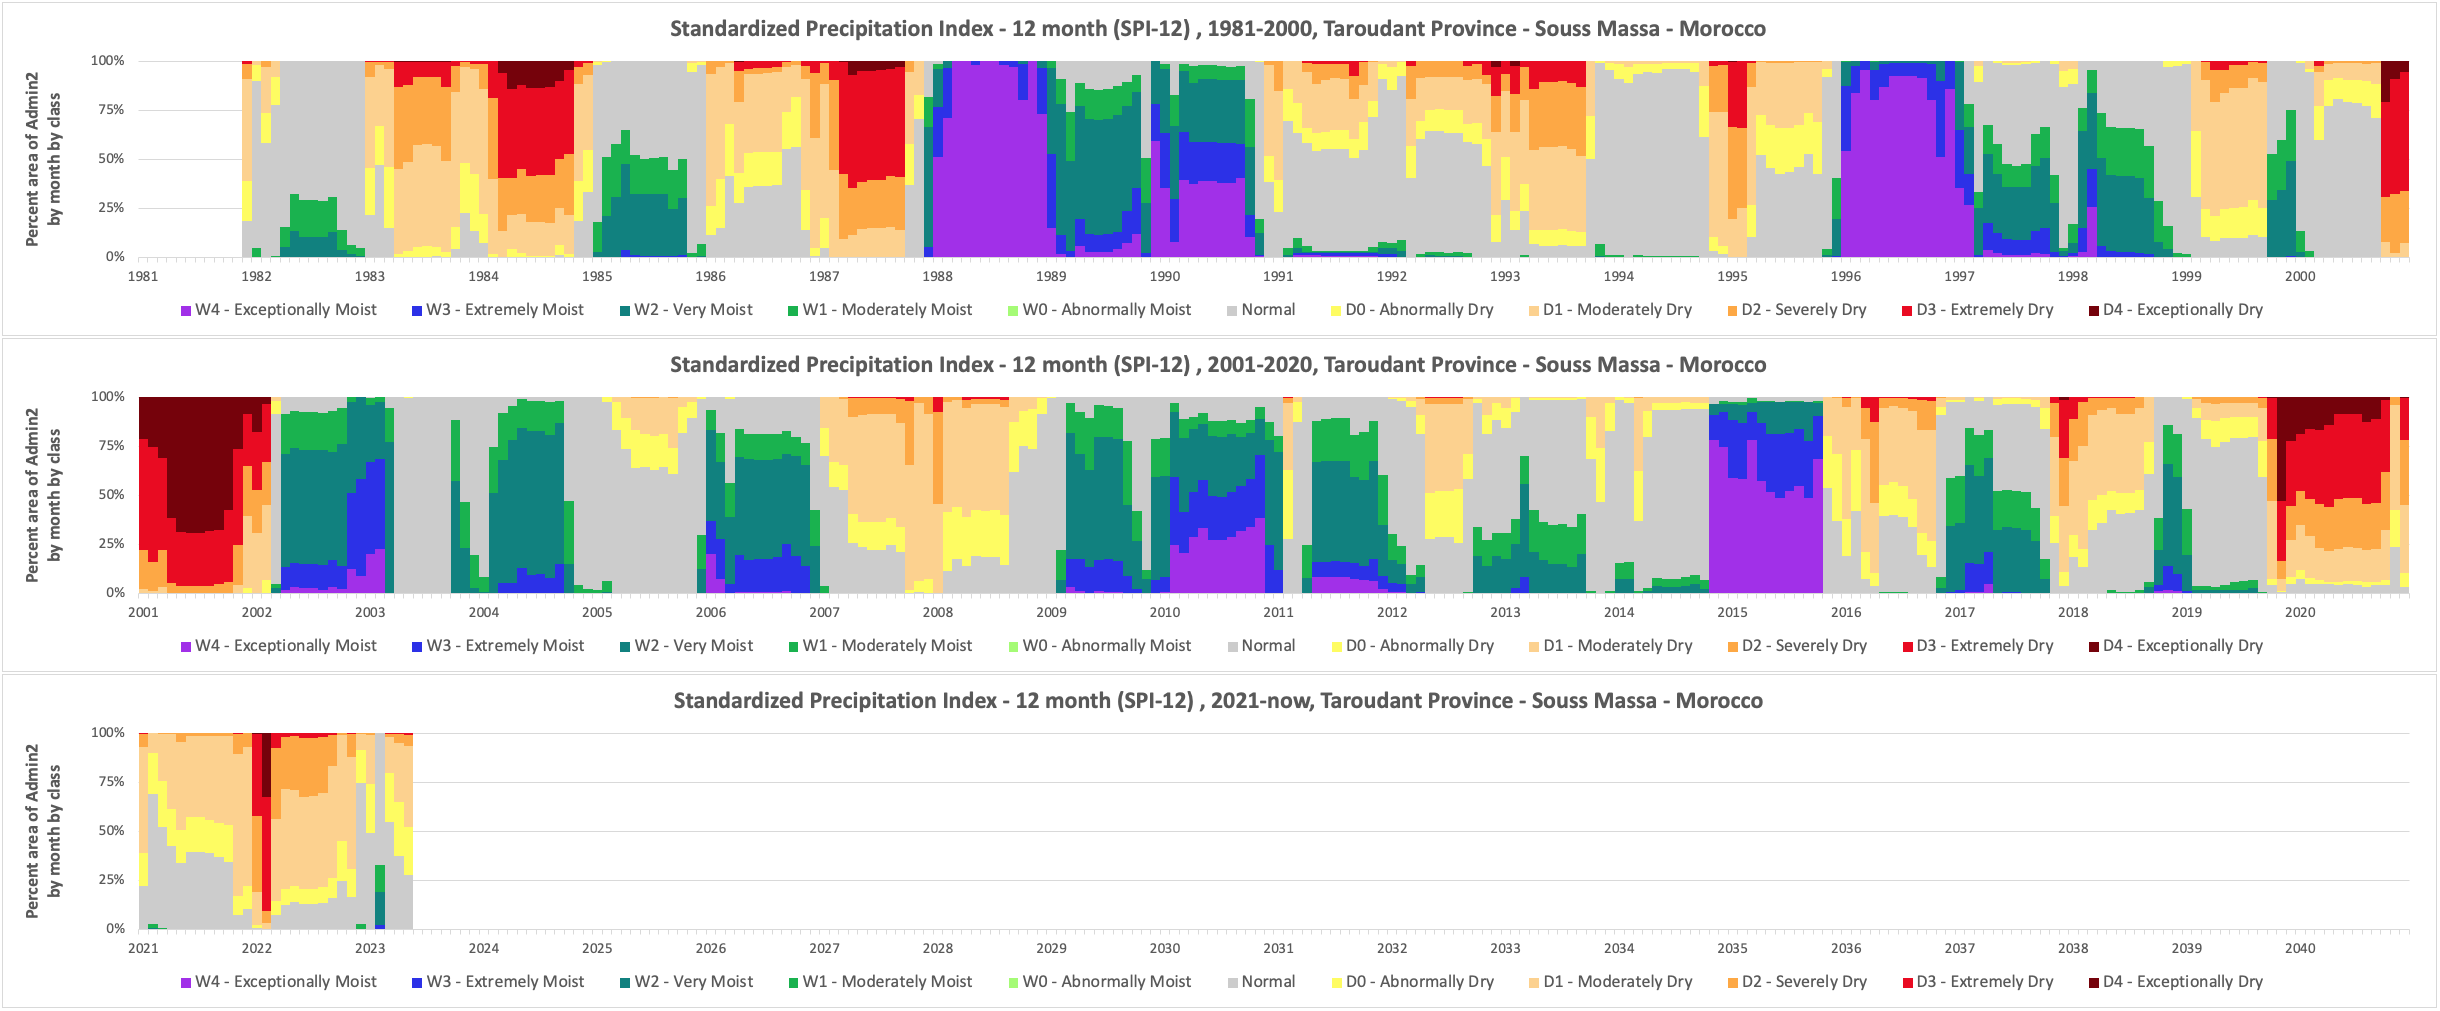 Standardized Precipitation Index - 12 month (SPI-12) , 1981-2000, Taroudant Province - Souss Massa - Morocco
Percent area of Admin2
by month by class
100%
75%
50%
25%
0%
1981 1982 1983 1984 1985 1986 1987 1988 1989 1990 1991 1992 1993 1994 1995 1996 1997 1998 1999 2000
W4 - Exceptionally Moist W3 - Extremely Moist W2 - Very Moist W1 - Moderately Moist W0 - Abnormally Moist Normal D0 - Abnormally Dry D1 - Moderately Dry D2 - Severely Dry D3 - Extremely Dry D4 - Exceptionally Dry
Standardized Precipitation Index - 12 month (SPI-12) , 2001-2020, Taroudant Province - Souss Massa - Morocco
Percent area of Admin2
by month by class
100%
75%
50%
25%
0%
2001 2002 2003 2004 2005 2006 2007 2008 2009 2010 2011 2012 2013 2014 2015 2016 2017 2018 2019 2020
W4 - Exceptionally Moist W3 - Extremely Moist W2 - Very Moist W1 - Moderately Moist W0 - Abnormally Moist Normal D0 - Abnormally Dry D1 - Moderately Dry D2 - Severely Dry D3 - Extremely Dry D4 - Exceptionally Dry
Standardized Precipitation Index - 12 month (SPI-12) , 2021-now, Taroudant Province - Souss Massa - Morocco
Percent area of Admin2
by month by class
100%
75%
50%
25%
0%
2021 2022 2023 2024 2025 2026 2027 2028 2029 2030 2031 2032 2033 2034 2035 2036 2037 2038 2039 2040
W4 - Exceptionally Moist W3 - Extremely Moist W2 - Very Moist W1 - Moderately Moist W0 - Abnormally Moist Normal D0 - Abnormally Dry D1 - Moderately Dry D2 - Severely Dry D3 - Extremely Dry D4 - Exceptionally Dry